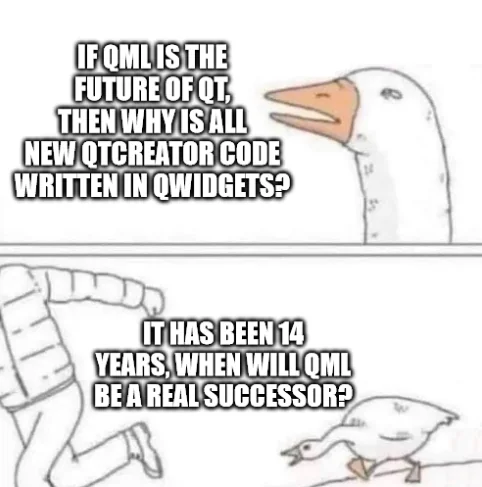 IF QML IS THE
FUTURE OF QT,
THEN WHY IS ALL
NEW QTCREATOR CODE
WRITTEN IN QWIDGETS?
IT HAS BEEN 14
YEARS, WHEN WILL QML
BE A REAL SUCCESSOR?